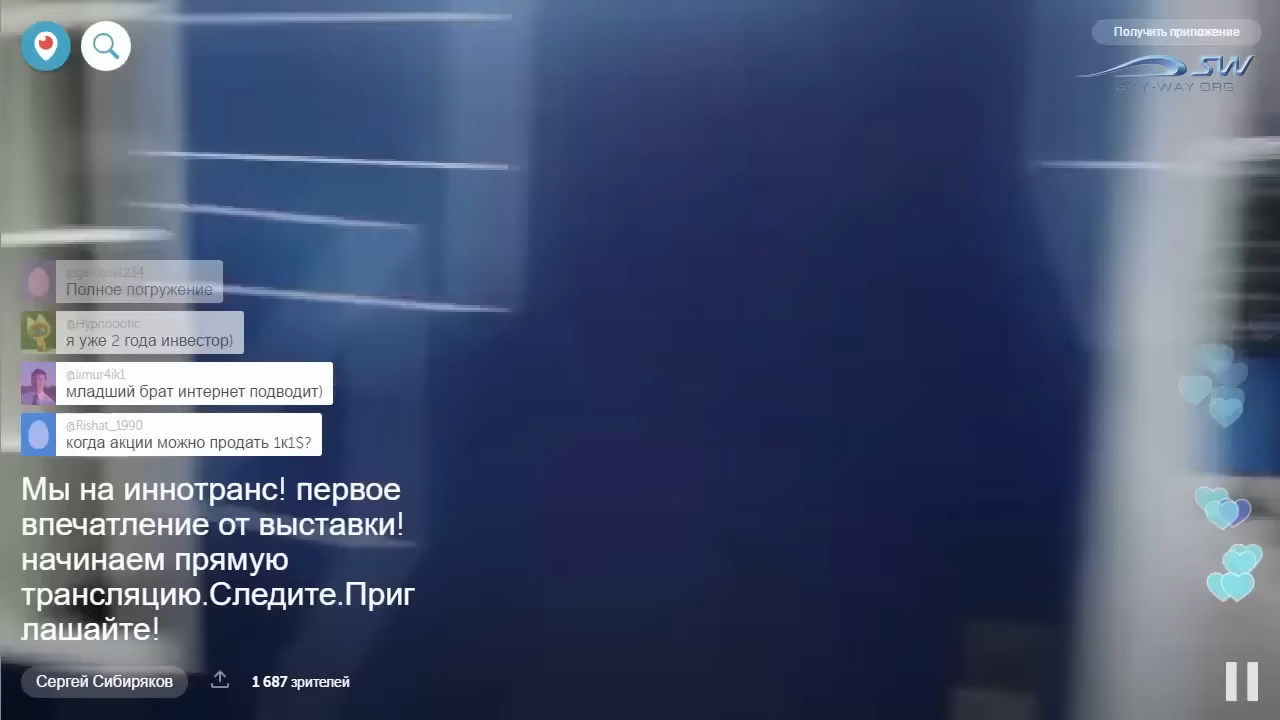 Получить приложение
SW
SKY-WAY.ORG
Полное погружение
@Hypnoootic
я уже 2 года инвестор)
@limur4ik1
младший брат интернет подводит)
@Rishat_1990
когда акции можно продать 1к1$?
Мы на иннотранс! первое
впечатление от выставки!
начинаем прямую
трансляцию.Следите.Приг
лашайте!
Сергей Сибиряков
1 687 зрителей